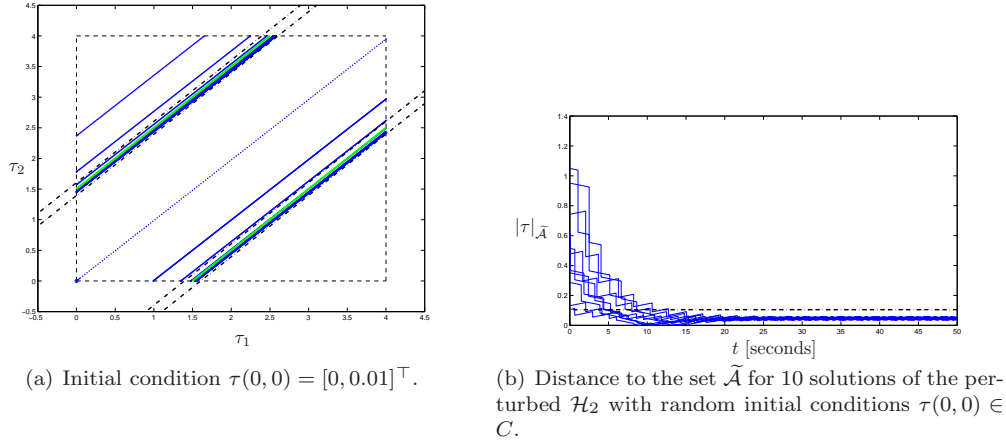 4.5
4
3.5
3
2.5
2
1.5
1
0.5
0
-0.5
τ2
-0.5 0 0.5 1 1.5 2 2.5 3 3.5 4 4.5
τ1
(a) Initial condition τ(0, 0) = [0, 0.01]⊤.
1.4
1.2
1
0.8
0.6
0.4
0.2
0
|τ|Ã
0 5 10 15 20 25 30 35 40 45 50
t [seconds]
(b) Distance to the set Ã for 10 solutions of the per-
turbed H2 with random initial conditions τ(0, 0) ∈
C.